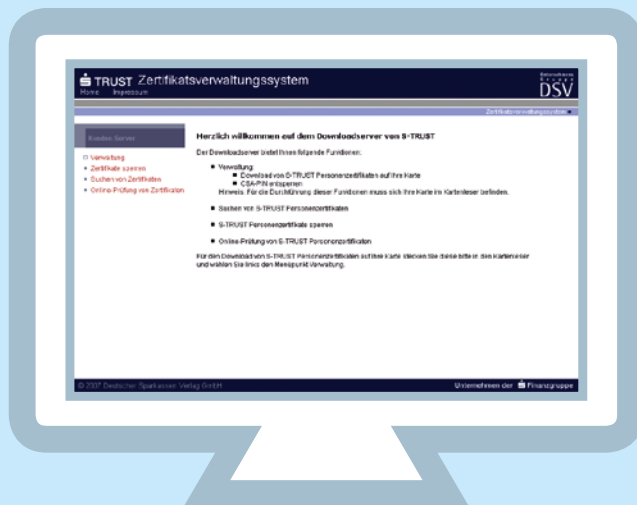 TRUST Zertifikatsverwaltungssystem
Home Impressum
Unternehmens
Gruppe
DSV
Zertifikatsverwaltungssystem
Kunden-Server
Verwaltung
Zertifikate sperren
Suchen von Zertifikaten
Online-Prüfung von Zertifikaten
Herzlich willkommen auf dem Downloadserver von S-TRUST
Der Downloadserver bietet Ihnen folgende Funktionen:
Verwaltung:
Download von S-TRUST Personenzertifikaten auf Ihre Karte
CSA-PIN entsperren
Hinweis: Für die Durchführung dieser Funktionen muss sich Ihre Karte im Kartenleser befinden.
Suchen von S-TRUST Personenzertifikaten
S-TRUST Personenzertifikate sperren
Online-Prüfung von S-TRUST Personenzertifikaten
Für den Download von S-TRUST Personenzertifikaten auf Ihre Karte stecken Sie diese bitte in den Kartenleser
und wählen Sie links den Menüpunkt Verwaltung.
© 2007 Deutscher Sparkassen Verlag GmbH
Unternehmen der Finanzgruppe